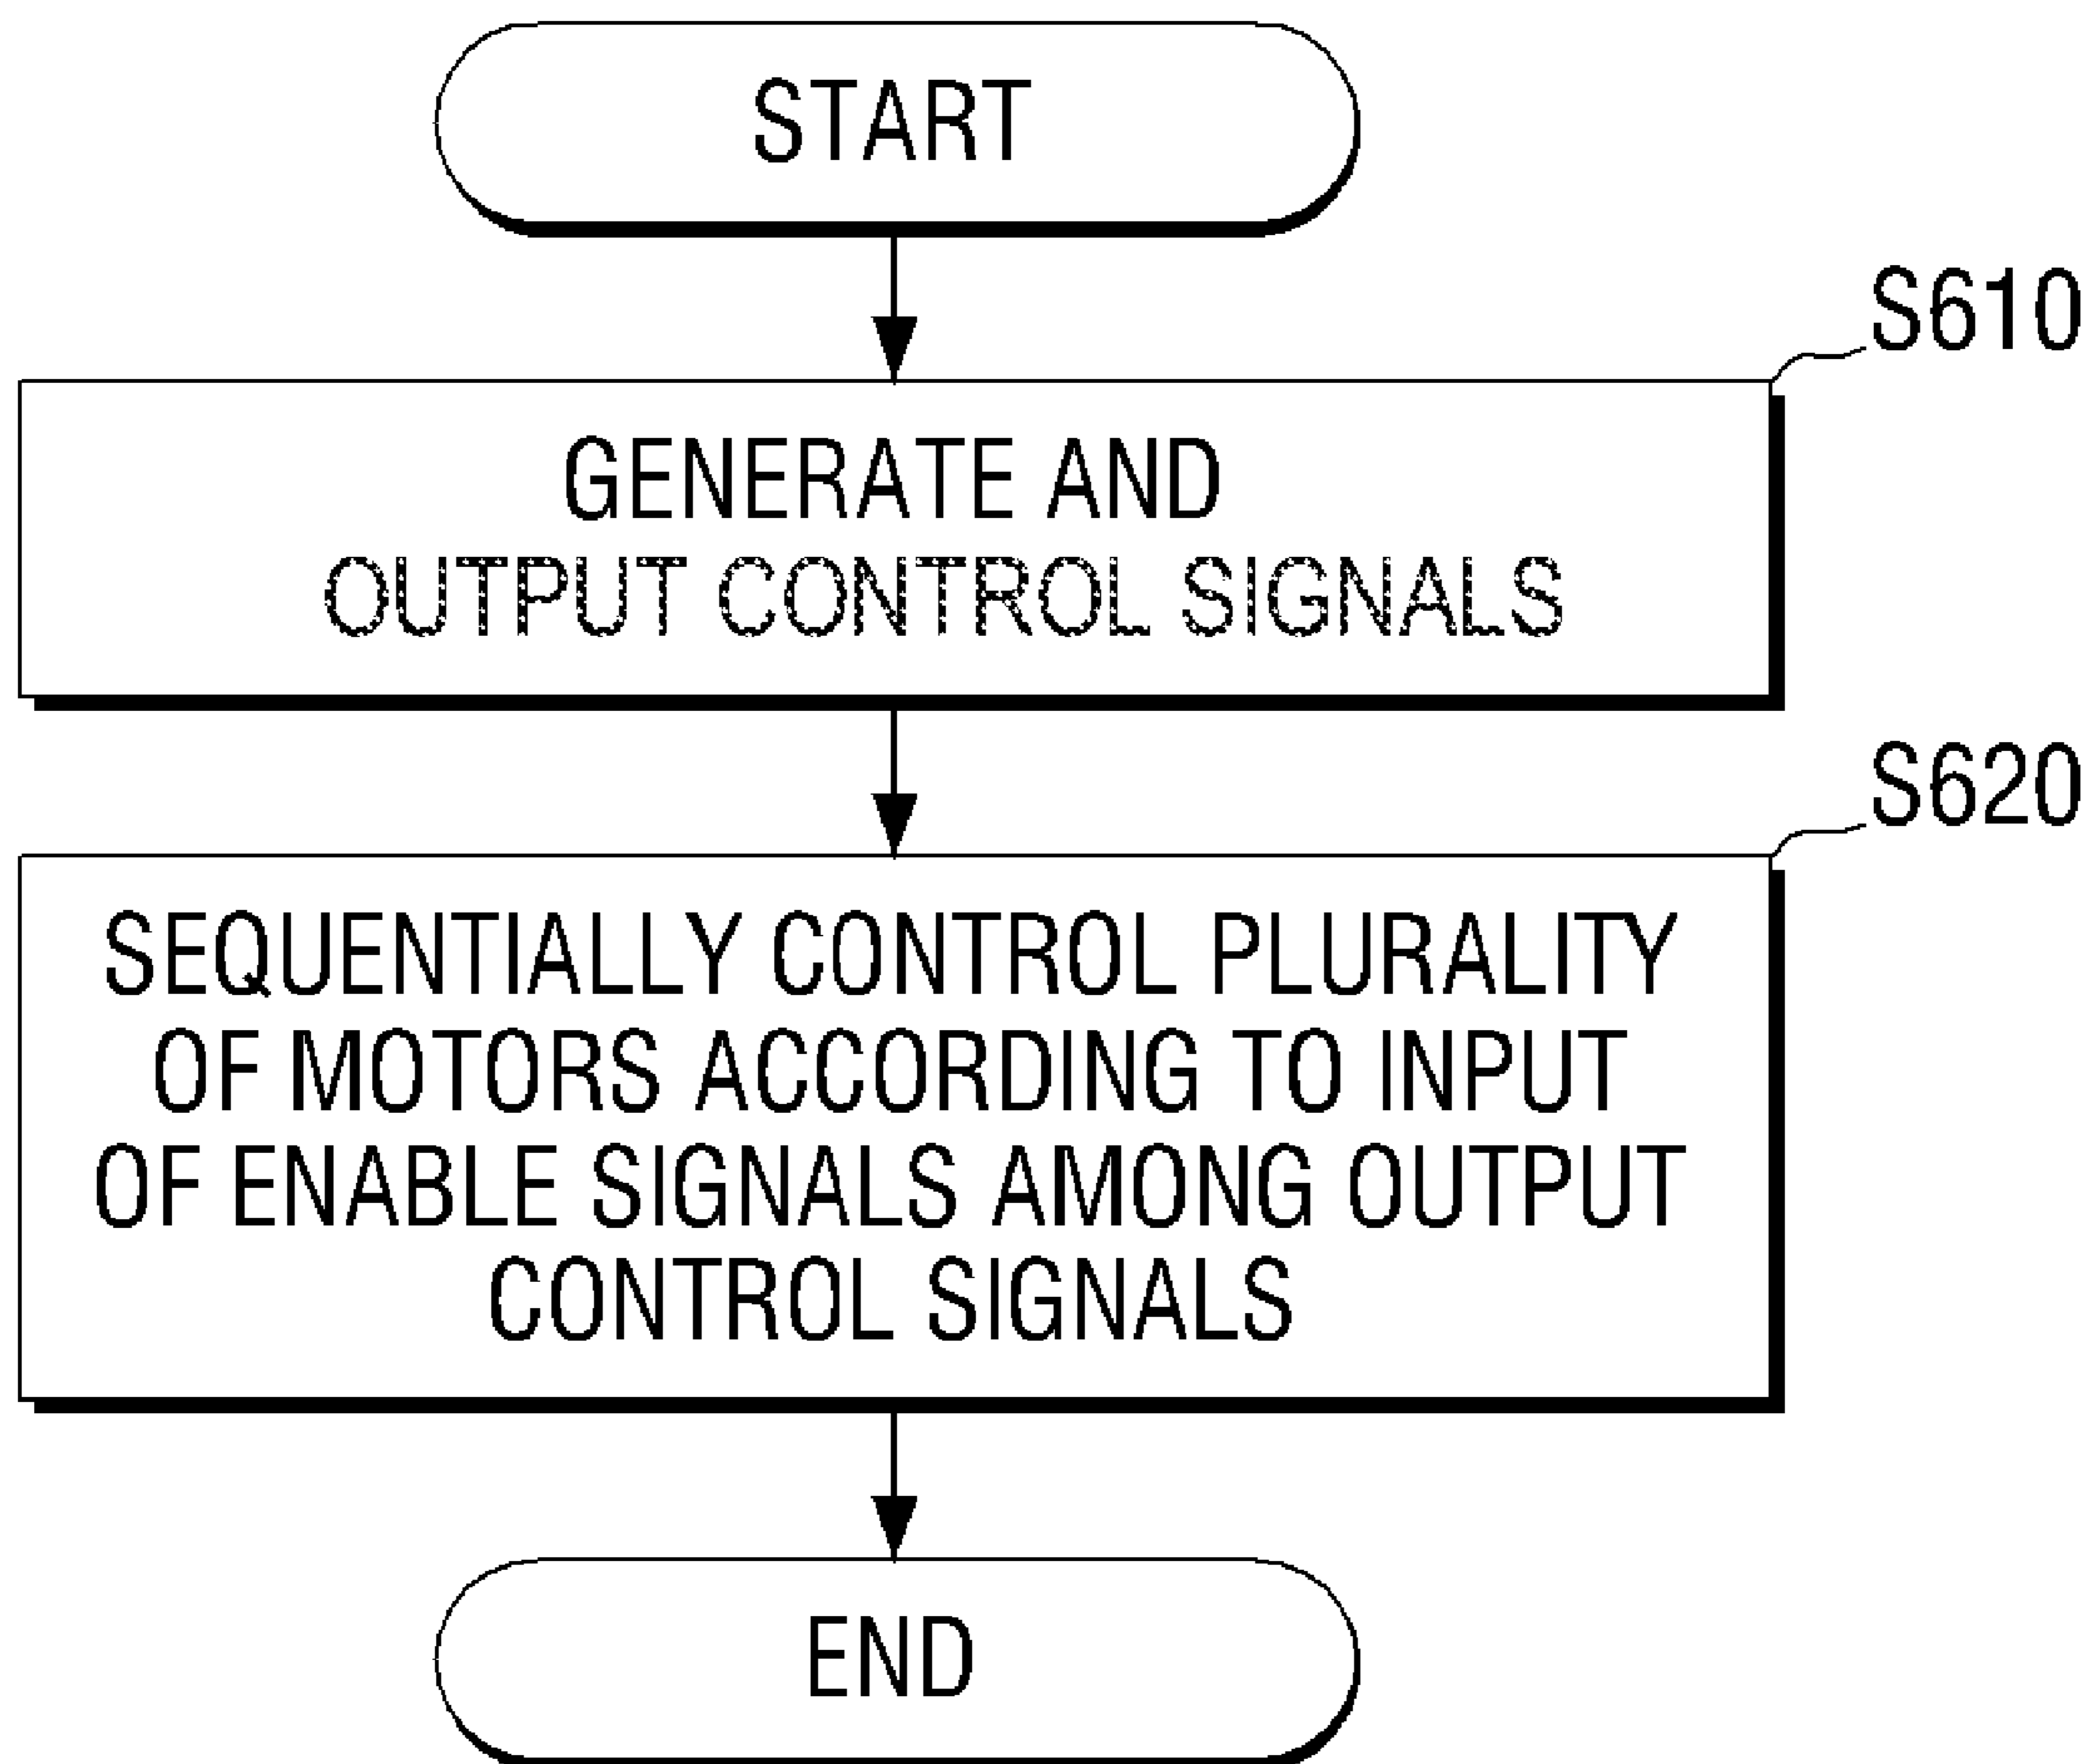 START
S610
GENERATE AND
OUTPUT CONTROL SIGNALS
S620
SEQUENTIALLY CONTROL PLURALITY
OF MOTORS ACCORDING TO INPUT
OF ENABLE SIGNALS AMONG OUTPUT
CONTROL SIGNALS
END